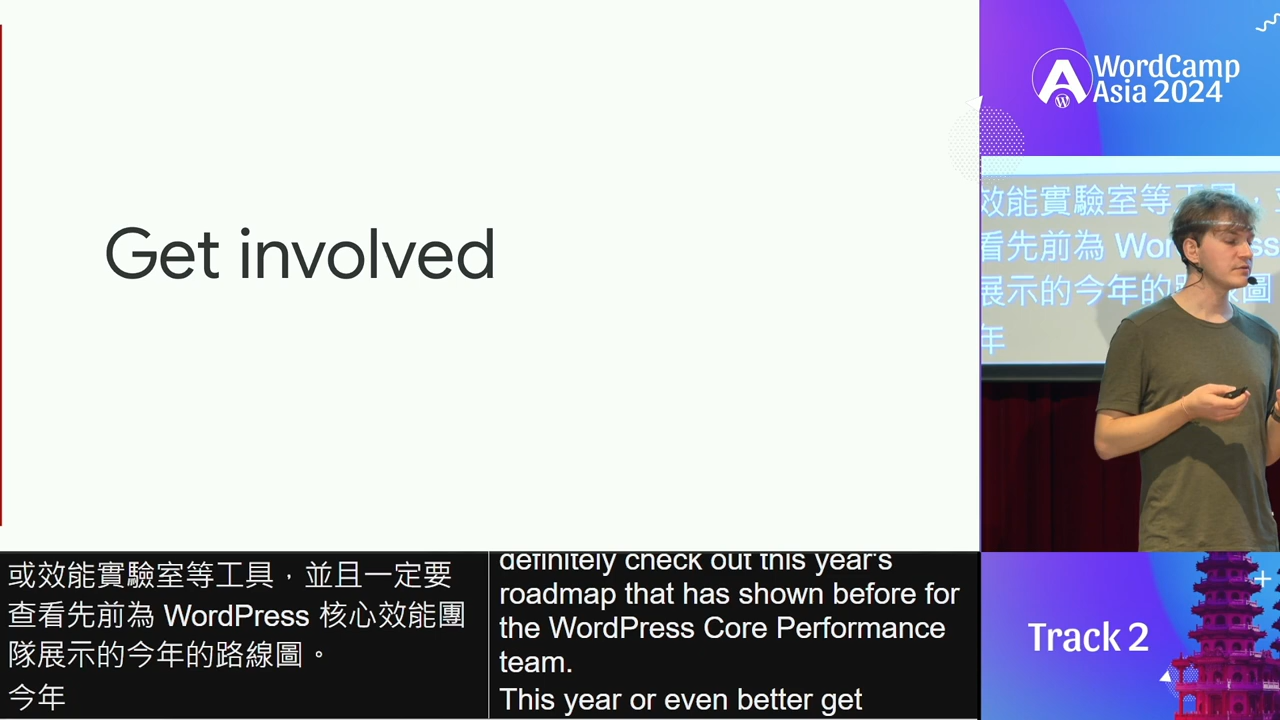 Get involved
WordCamp
Asia 2024
效能實驗室等工具，
看先前為 WordPress
展示的今年的路線圖
年
或效能實驗室等工具，並且一定要
查看先前為 WordPress 核心效能團
隊展示的今年的路線圖。
今年
definitely check out this year's
roadmap that has shown before for
the WordPress Core Performance
team.
This year or even better get
Track 2